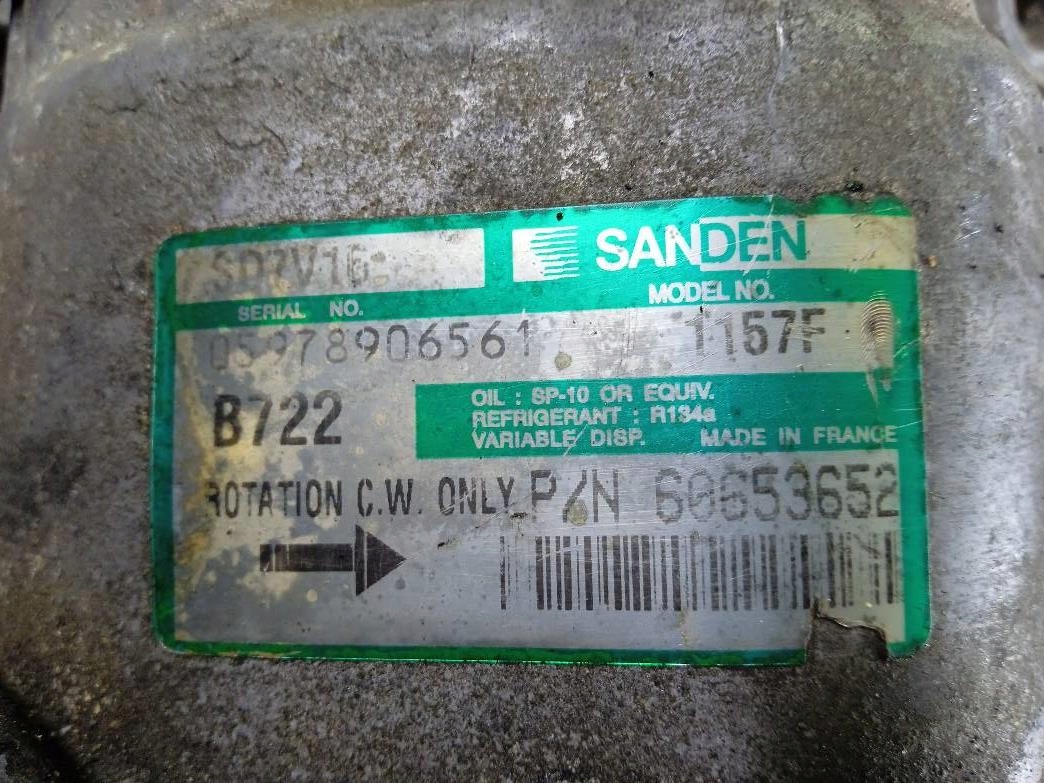 SD7V16
SANDEN
SERIAL NO.
MODEL NO.
05978906561
1157F
B722
OIL : SP-10 OR EQUIV.
REFRIGERANT : R134a
VARIABLE DISP. MADE IN FRANCE
ROTATION C.W. ONLY
P/N 60653652